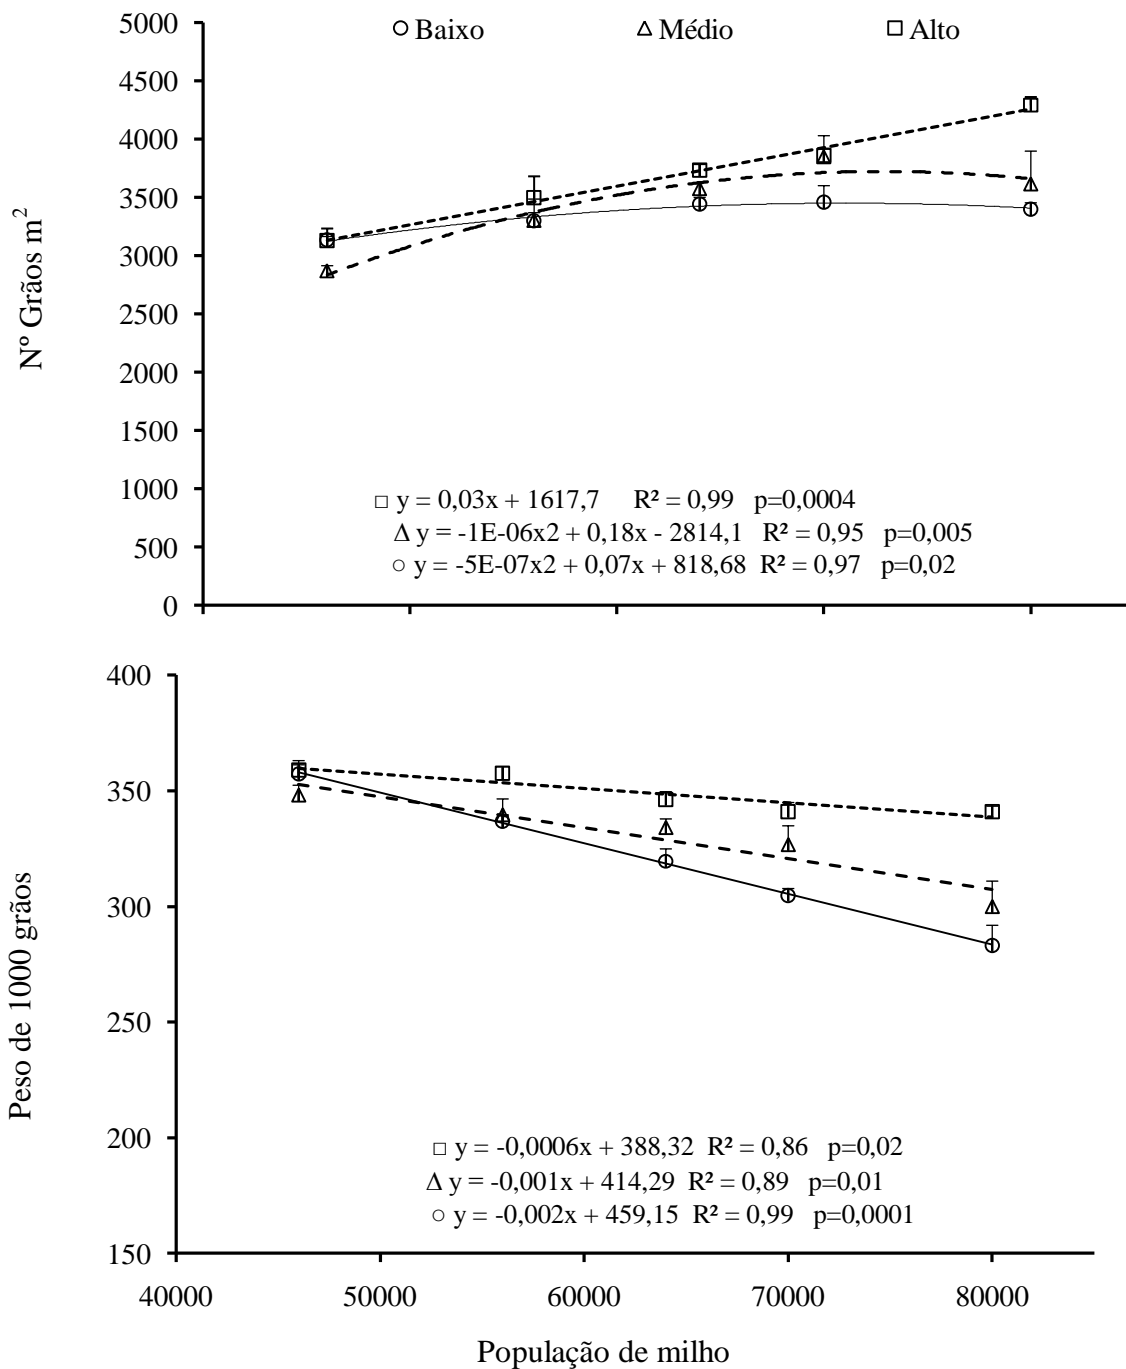 5000
○ Baixo △ Médio □ Alto
4500
4000
3500
3000
2500
2000
1500
1000
500
0
Nº Grãos m²
□ y = 0,03x + 1617,7 R² = 0,99 p=0,0004
Δ y = -1E-06x2 + 0,18x - 2814,1 R² = 0,95 p=0,005
○ y = -5E-07x2 + 0,07x + 818,68 R² = 0,97 p=0,02
400
350
300
250
200
150
Peso de 1000 grãos
□ y = -0,0006x + 388,32 R² = 0,86 p=0,02
Δ y = -0,001x + 414,29 R² = 0,89 p=0,01
○ y = -0,002x + 459,15 R² = 0,99 p=0,0001
40000 50000 60000 70000 80000
População de milho